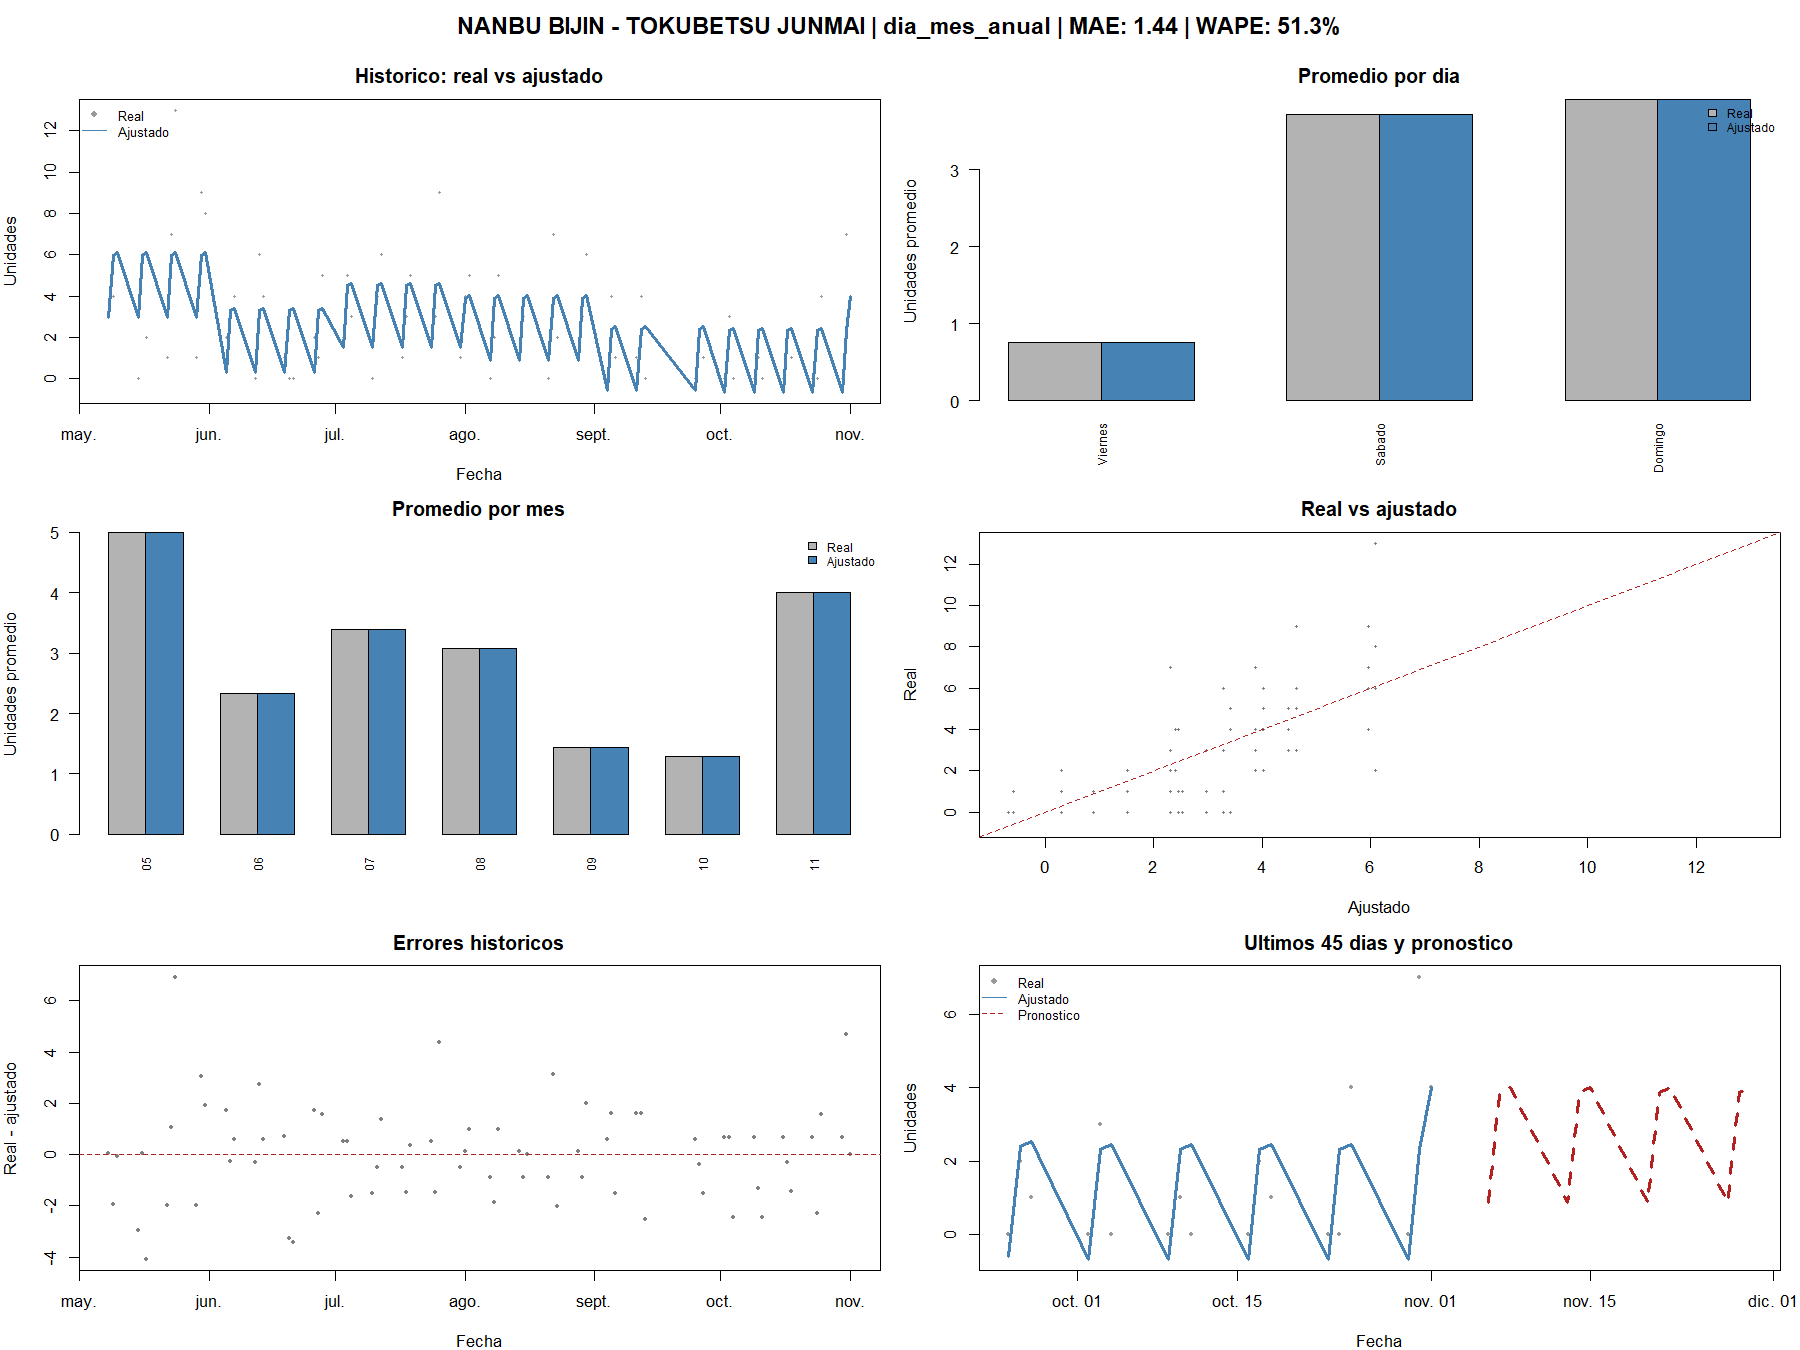 NANBU BIJIN - TOKUBETSU JUNMAI | dia_mes_anual | MAE: 1.44 | WAPE: 51.3%
Historico: real vs ajustado
Real
Ajustado
Unidades
0 2 4 6 8 10 12
may. jun. jul. ago. sept. oct. nov.
Fecha
Promedio por dia
Real
Ajustado
Unidades promedio
0 1 2 3
Viernes Sabado Domingo
Promedio por mes
Real
Ajustado
Unidades promedio
0 1 2 3 4 5
05 06 07 08 09 10 11
Real vs ajustado
Real
0 2 4 6 8 10 12
0 2 4 6 8 10 12
Ajustado
Errores historicos
Real - ajustado
-4 -2 0 2 4 6
may. jun. jul. ago. sept. oct. nov.
Fecha
Ultimos 45 dias y pronostico
Real
Ajustado
Pronostico
Unidades
0 2 4 6
oct. 01 oct. 15 nov. 01 nov. 15 dic. 01
Fecha